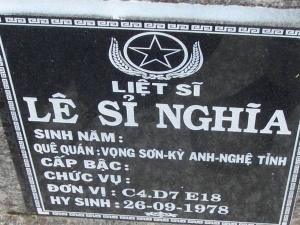 LIỆT SĨ
LÊ SỈ NGHĨA
SINH NĂM :
QUÊ QUÁN : VỌNG SƠN-KỲ ANH-NGHỆ TỈNH
CẤP BẬC :
CHỨC VỤ :
ĐƠN VỊ : C4.D7 E18
HY SINH : 26-09-1978